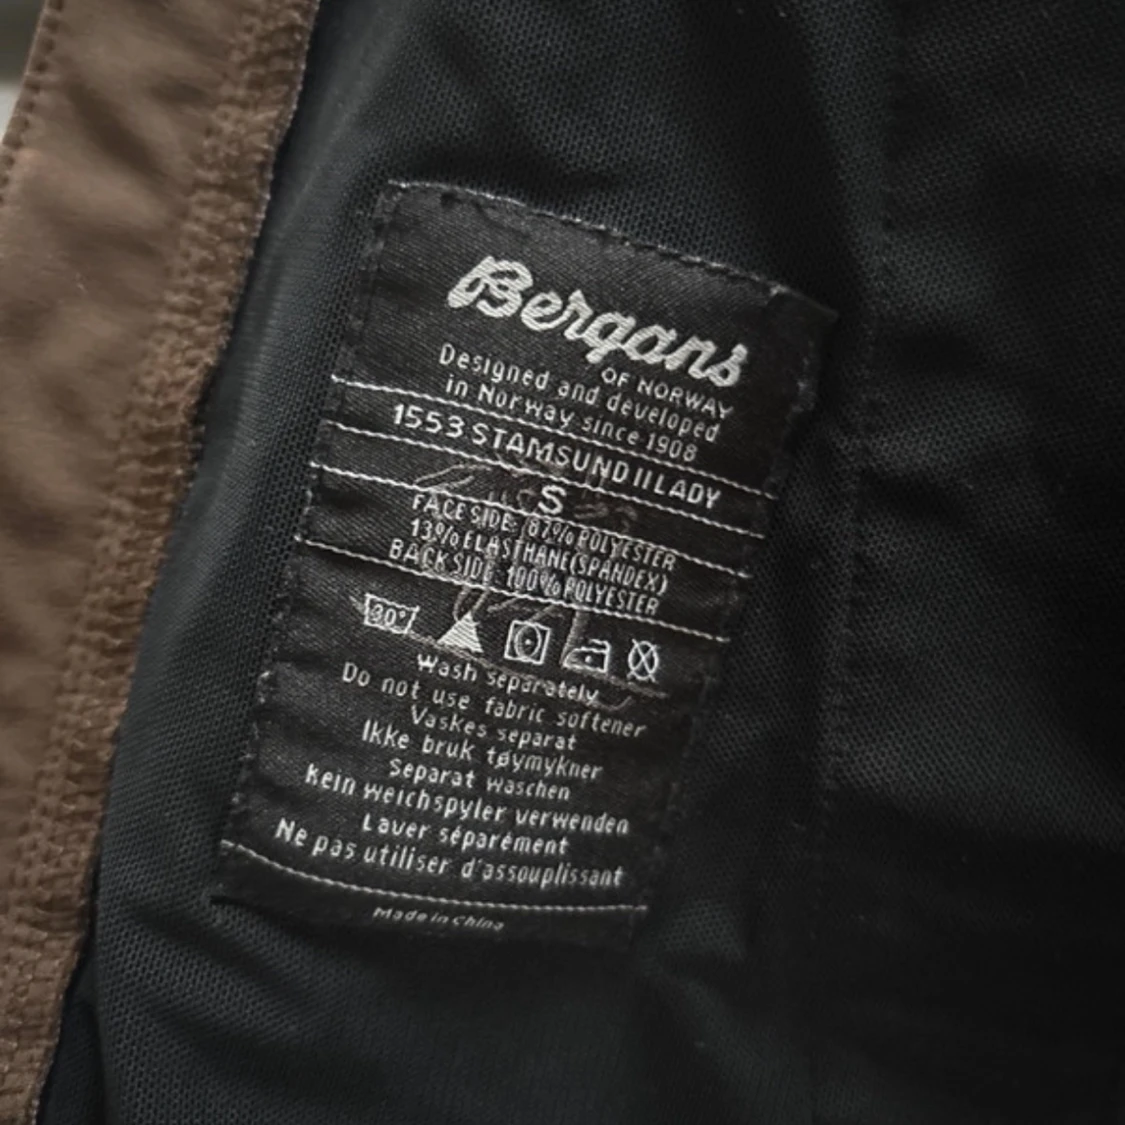 Bergans
OF NORWAY
Designed and developed
in Norway since 1908
1553 STAMSUND II LADY
S
FACE SIDE: 87% POLYESTER
13% ELASTHANE(SPANDEX)
BACK SIDE: 100% POLYESTER
30°
Wash separately
Do not use fabric softener
Vaskes separat
Ikke bruk tøymykner
Separat waschen
kein weichspyler verwenden
Laver séparément
Ne pas utiliser d'assouplissant
Made in China